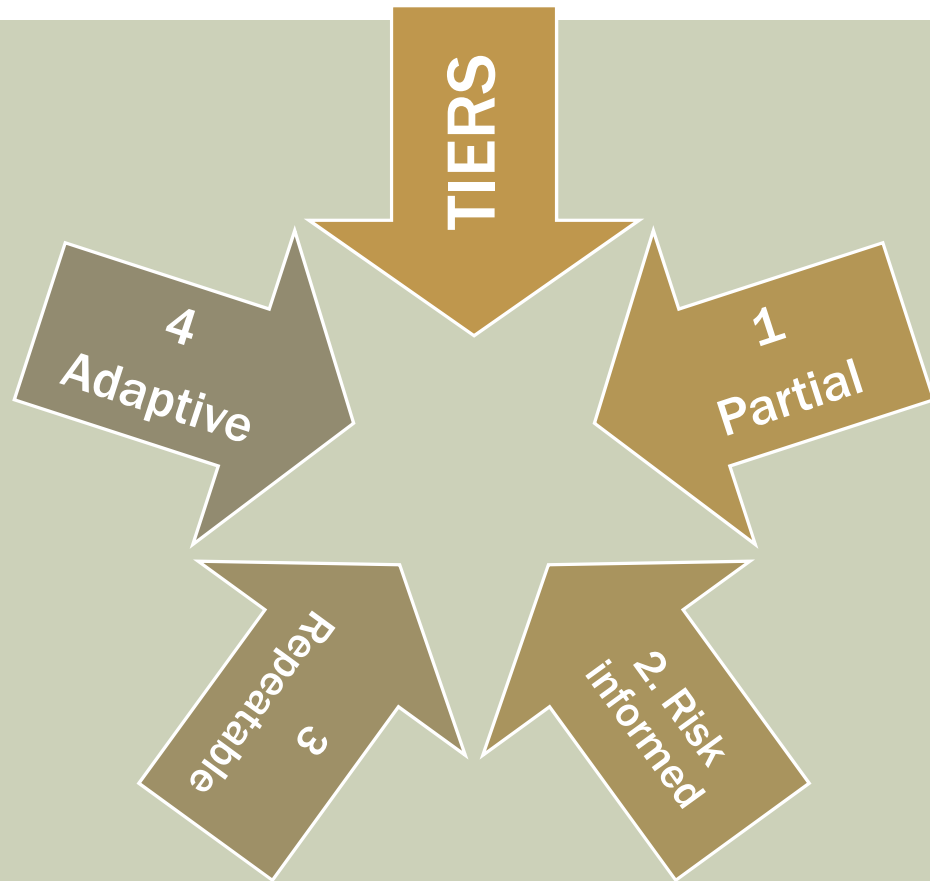 TIERS
1
Partial
2. Risk
informed
3
Repeatable
4
Adaptive